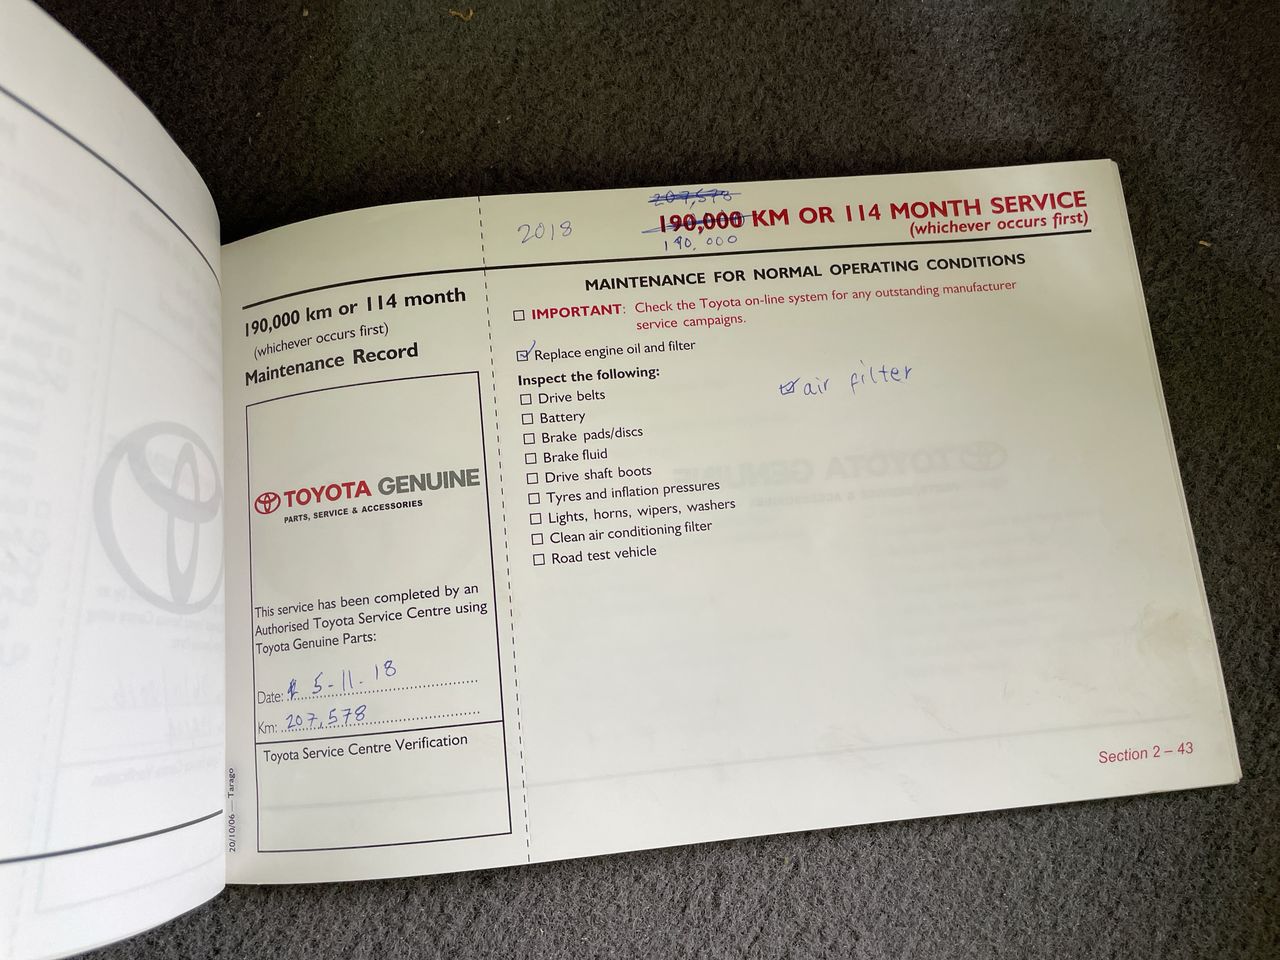 190,000 km or 114 month
(whichever occurs first)
Maintenance Record
TOYOTA GENUINE
PARTS, SERVICE & ACCESSORIES
This service has been completed by an
Authorised Toyota Service Centre using
Toyota Genuine Parts:
Date: 5-11-18
Km: 207,578
Toyota Service Centre Verification
20/10/06 — Tarago
207,578
2018
190,000 KM OR 114 MONTH SERVICE
190,000
(whichever occurs first)
MAINTENANCE FOR NORMAL OPERATING CONDITIONS
IMPORTANT: Check the Toyota on-line system for any outstanding manufacturer
service campaigns.
Replace engine oil and filter
Inspect the following:
air filter
Drive belts
Battery
Brake pads/discs
Brake fluid
Drive shaft boots
Tyres and inflation pressures
Lights, horns, wipers, washers
Clean air conditioning filter
Road test vehicle
Section 2 – 43